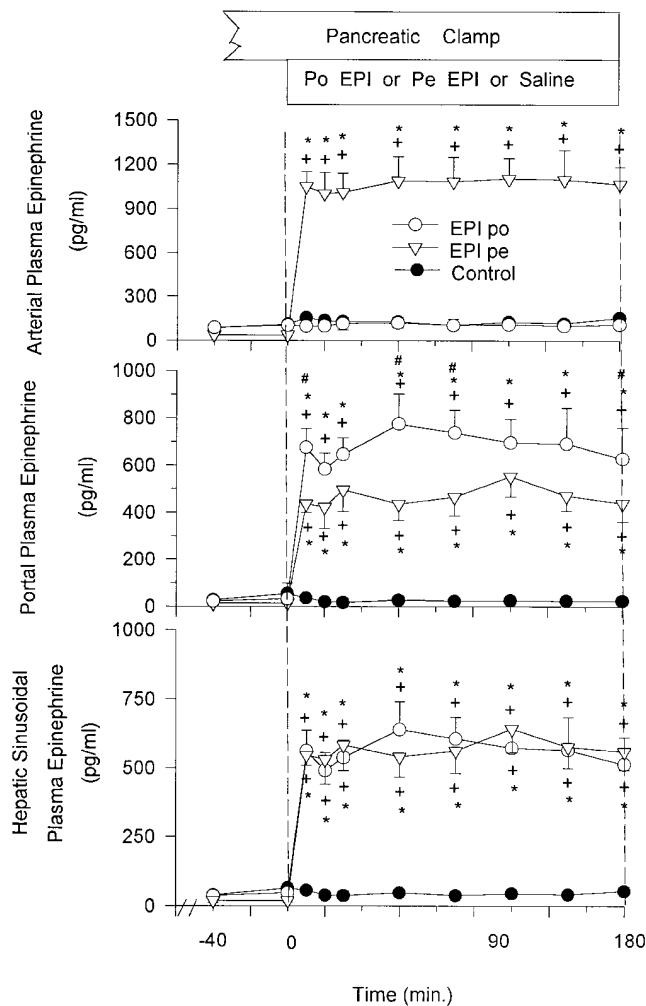 Pancreatic Clamp
Po EPI or Pe EPI or Saline
Arterial Plasma Epinephrine
(pg/ml)
1500
1200
900
600
300
0
* * * * * * * *
+ + + + + + + +
EPI po
EPI pe
Control
Portal Plasma Epinephrine
(pg/ml)
1000
800
600
400
200
0
# # # #
* * * * * * * *
+ + + + + + + +
+ + + + + + + +
* * * * * * * *
Hepatic Sinusoidal
Plasma Epinephrine
(pg/ml)
1000
750
500
250
0
* * * * * * * *
+ + + + + + + +
+ + + + + + + +
* * * * * * * *
-40 0 90 180
Time (min.)